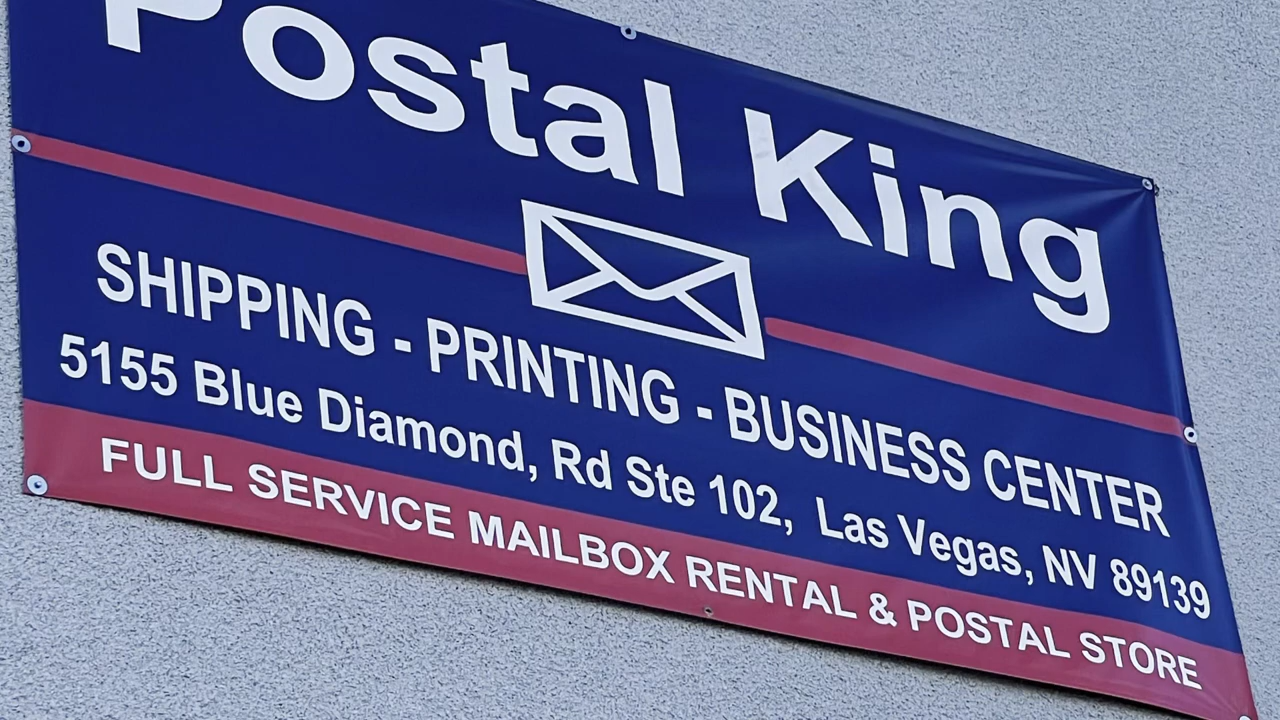 Postal King
SHIPPING - PRINTING - BUSINESS CENTER
5155 Blue Diamond, Rd Ste 102, Las Vegas, NV 89139
FULL SERVICE MAILBOX RENTAL & POSTAL STORE